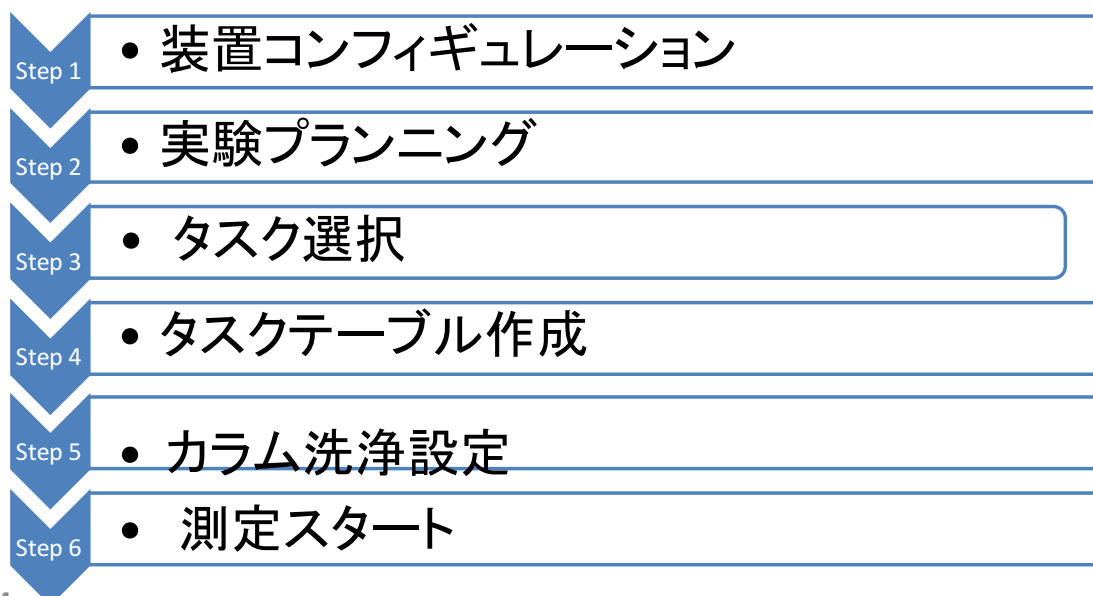 Step 1
• 装置コンフィギュレーション
Step 2
• 実験プランニング
Step 3
• タスク選択
Step 4
• タスクテーブル作成
Step 5
• カラム洗浄設定
Step 6
• 測定スタート